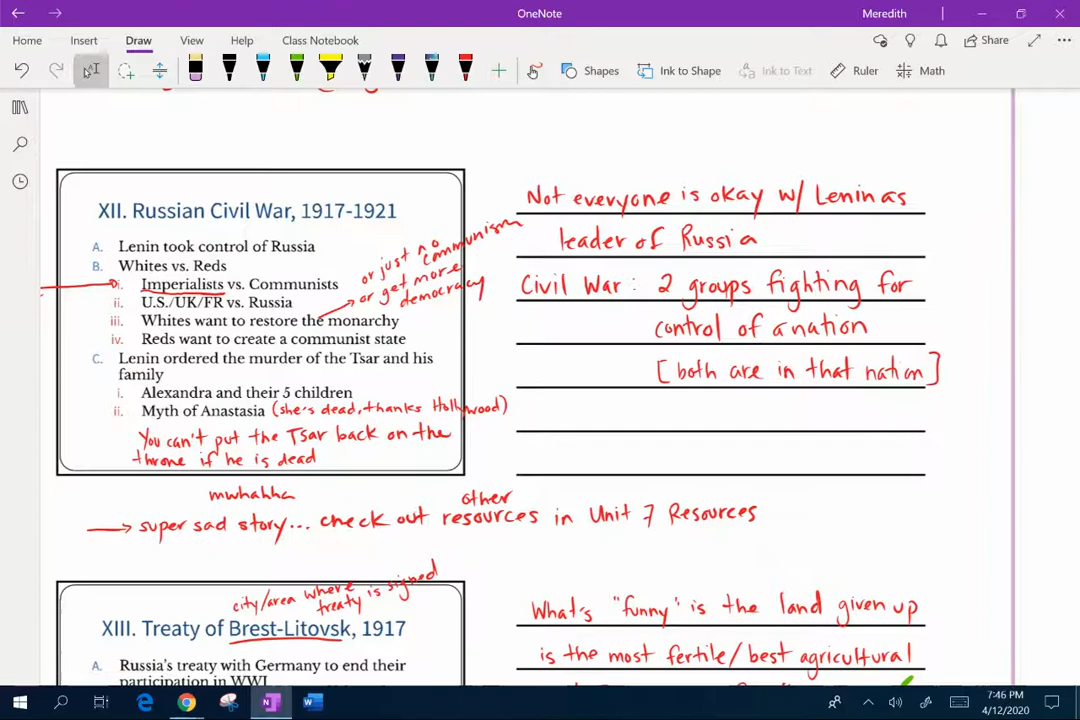 OneNote
Meredith
Home Insert Draw View Help Class Notebook
Share
Shapes Ink to Shape Ink to Text Ruler Math
XII. Russian Civil War, 1917-1921
A. Lenin took control of Russia
B. Whites vs. Reds
i. Imperialists vs. Communists
ii. U.S./UK/FR vs. Russia
iii. Whites want to restore the monarchy
iv. Reds want to create a communist state
C. Lenin ordered the murder of the Tsar and his
family
i. Alexandra and their 5 children
ii. Myth of Anastasia (she's dead, thanks Hollywood)
You can't put the Tsar back on the
throne if he is dead
or just no
communism
or get more
democracy
Not everyone is okay w/ Lenin as
leader of Russia
Civil War: 2 groups fighting for
control of a nation
[both are in that nation]
mwhahha
other
super sad story... check out resources in Unit 7 Resources
city/area where
treaty is signed
XIII. Treaty of Brest-Litovsk, 1917
A. Russia's treaty with Germany to end their
participation in WWI
What's "funny" is the land given up
is the most fertile/best agricultural
7:46 PM
4/12/2020